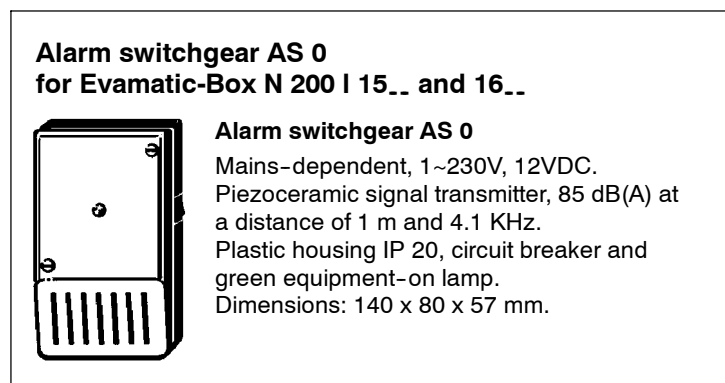 Alarm switchgear AS 0
for Evamatic-Box N 200 l 15_ _ and 16_ _
Alarm switchgear AS 0
Mains-dependent, 1~230V, 12VDC.
Piezoceramic signal transmitter, 85 dB(A) at
a distance of 1 m and 4.1 KHz.
Plastic housing IP 20, circuit breaker and
green equipment-on lamp.
Dimensions: 140 x 80 x 57 mm.